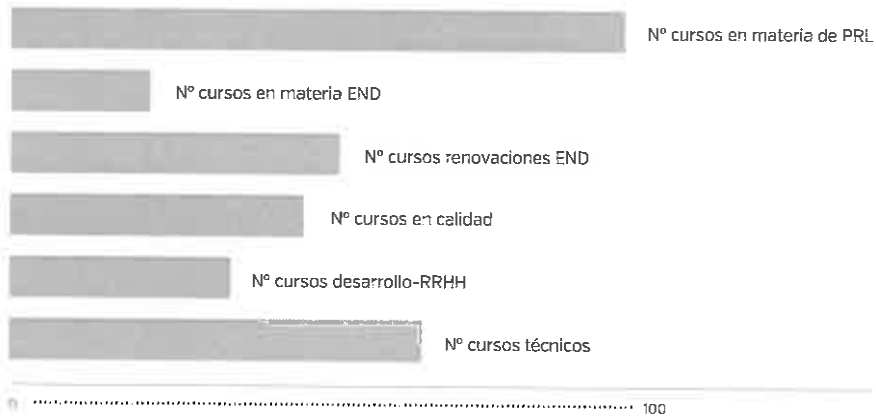 Nº cursos en materia de PRL
Nº cursos en materia END
Nº cursos renovaciones END
Nº cursos en calidad
Nº cursos desarrollo-RRHH
Nº cursos técnicos
0 100